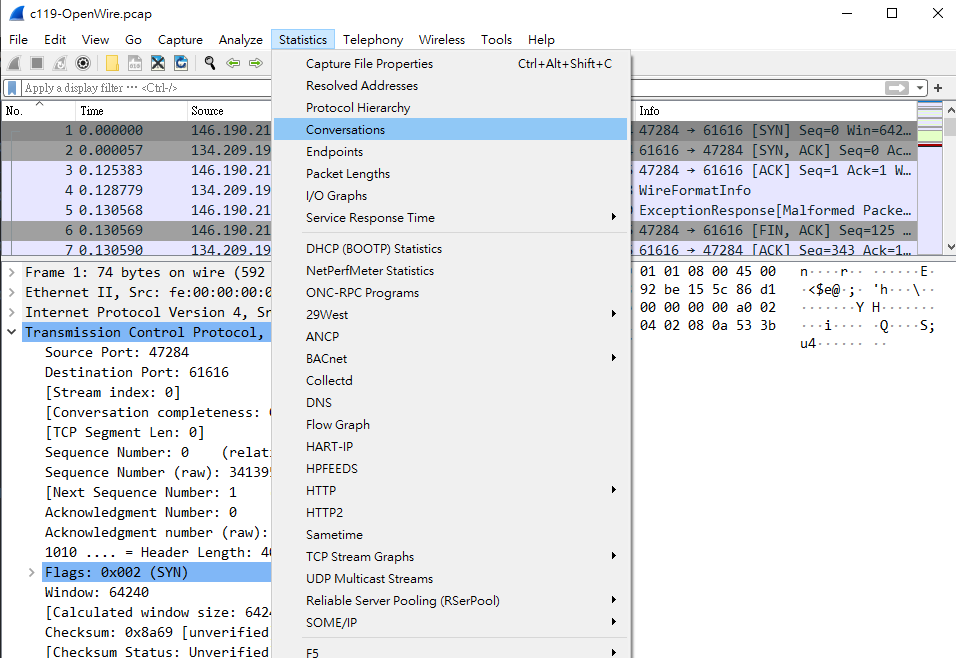 c119-OpenWire.pcap
File Edit View Go Capture Analyze Statistics Telephony Wireless Tools Help
Apply a display filter ⋯ <Ctrl-/>
No. Time Source Info
1 0.000000 146.190.21 47284 → 61616 [SYN] Seq=0 Win=642…
2 0.000057 134.209.19 61616 → 47284 [SYN, ACK] Seq=0 Ac…
3 0.125383 146.190.21 47284 → 61616 [ACK] Seq=1 Ack=1 W…
4 0.128779 134.209.19 WireFormatInfo
5 0.130568 146.190.21 ExceptionResponse[Malformed Packe…
6 0.130569 146.190.21 47284 → 61616 [FIN, ACK] Seq=125 …
7 0.130590 134.209.19 61616 → 47284 [ACK] Seq=343 Ack=1…
Capture File Properties Ctrl+Alt+Shift+C
Resolved Addresses
Protocol Hierarchy
Conversations
Endpoints
Packet Lengths
I/O Graphs
Service Response Time
DHCP (BOOTP) Statistics
NetPerfMeter Statistics
ONC-RPC Programs
29West
ANCP
BACnet
Collectd
DNS
Flow Graph
HART-IP
HPFEEDS
HTTP
HTTP2
Sametime
TCP Stream Graphs
UDP Multicast Streams
Reliable Server Pooling (RSerPool)
SOME/IP
F5
Frame 1: 74 bytes on wire (592
Ethernet II, Src: fe:00:00:00:0
Internet Protocol Version 4, Sr
Transmission Control Protocol,
Source Port: 47284
Destination Port: 61616
[Stream index: 0]
[Conversation completeness:
[TCP Segment Len: 0]
Sequence Number: 0 (relat
Sequence Number (raw): 341395
[Next Sequence Number: 1
Acknowledgment Number: 0
Acknowledgment number (raw):
1010 .... = Header Length: 40
Flags: 0x002 (SYN)
Window: 64240
[Calculated window size: 6424
Checksum: 0x8a69 [unverified
[Checksum Status: Unverified
01 01 08 00 45 00 n····r·· ······E·
92 be 15 5c 86 d1 ·<$e@·;· 'h·\··
00 00 00 00 a0 02 ·······Y H·······
04 02 08 0a 53 3b ···i···· Q····S;
u4······ ··